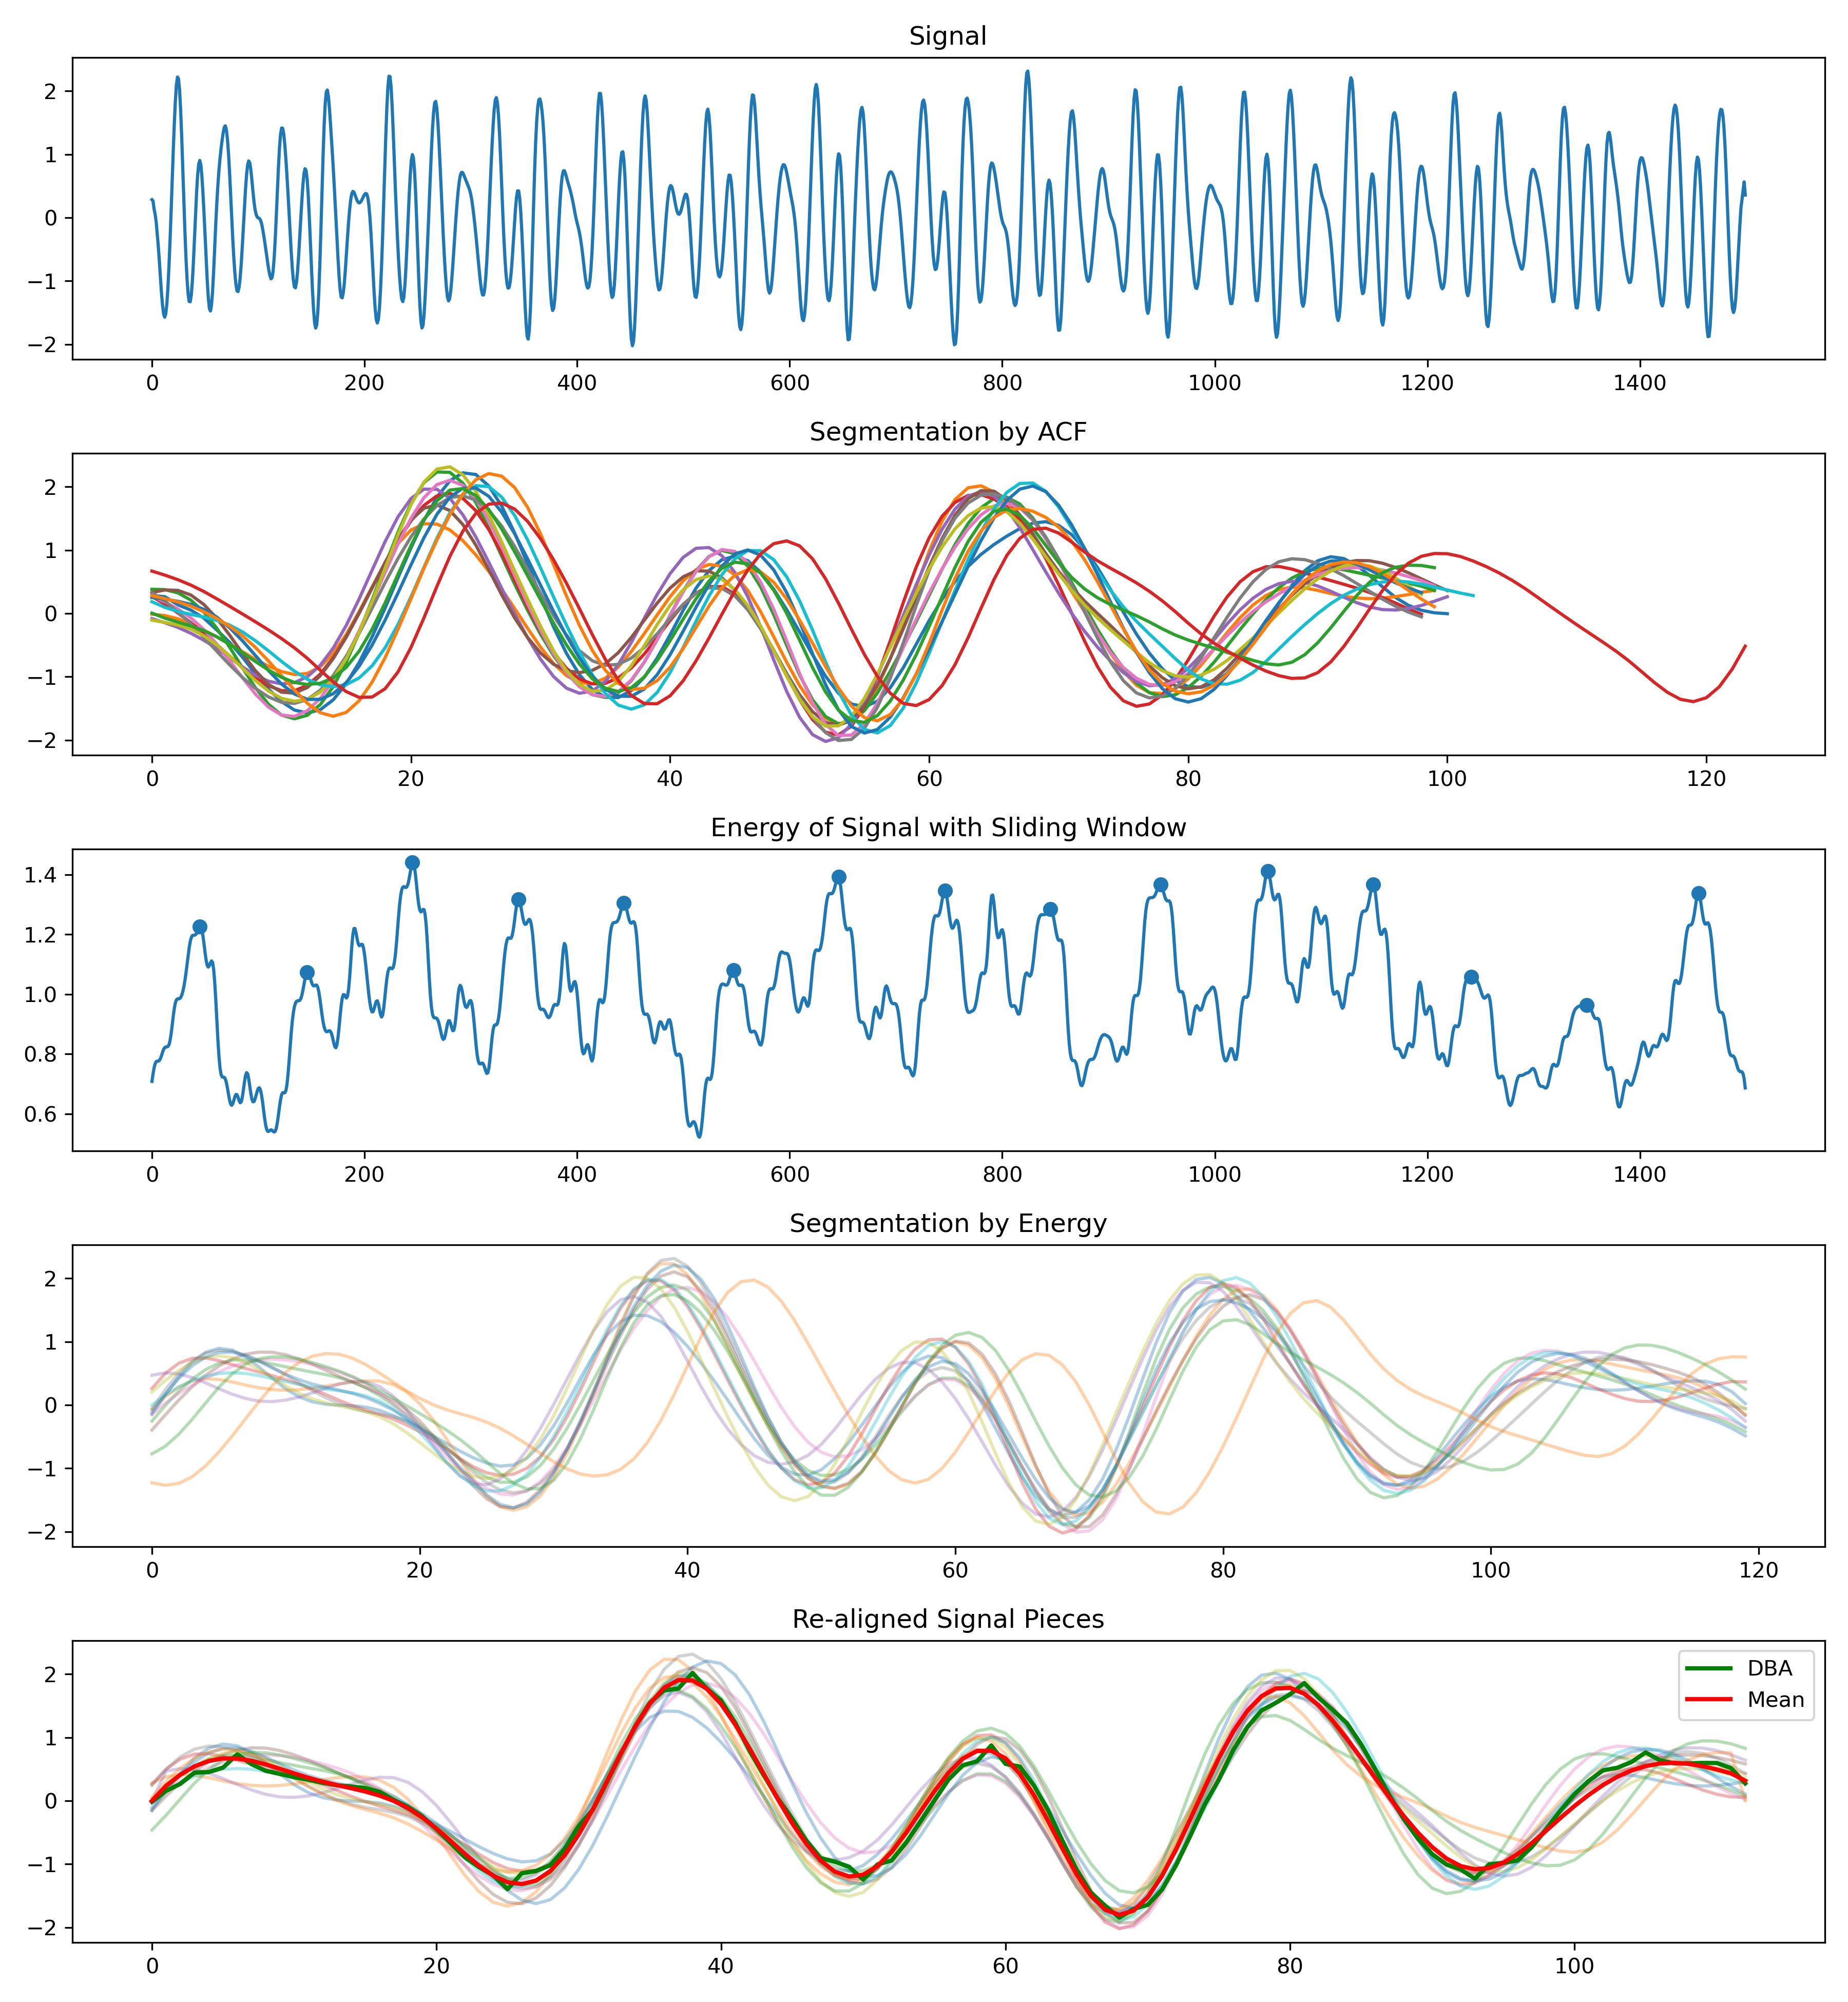 Signal
2
1
0
−1
−2
0 200 400 600 800 1000 1200 1400
Segmentation by ACF
2
1
0
−1
−2
0 20 40 60 80 100 120
Energy of Signal with Sliding Window
1.4
1.2
1.0
0.8
0.6
0 200 400 600 800 1000 1200 1400
Segmentation by Energy
2
1
0
−1
−2
0 20 40 60 80 100 120
Re-aligned Signal Pieces
DBA
Mean
2
1
0
−1
−2
0 20 40 60 80 100